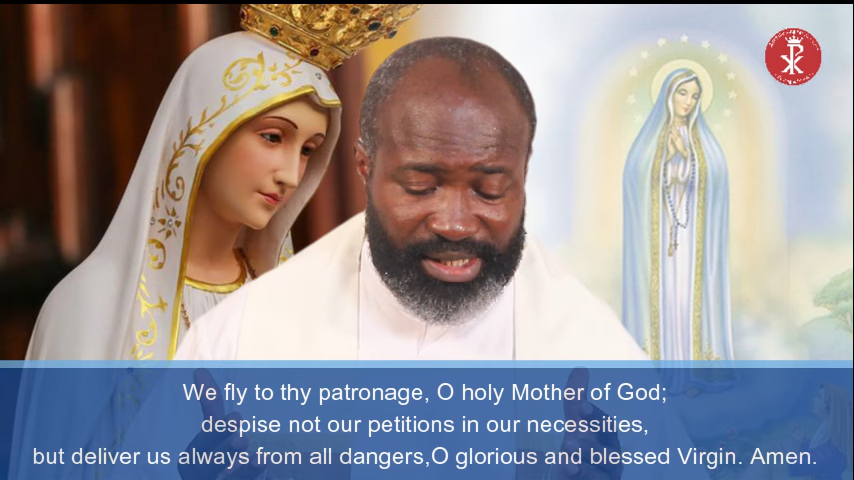 We fly to thy patronage, O holy Mother of God;
despise not our petitions in our necessities,
but deliver us always from all dangers,O glorious and blessed Virgin. Amen.